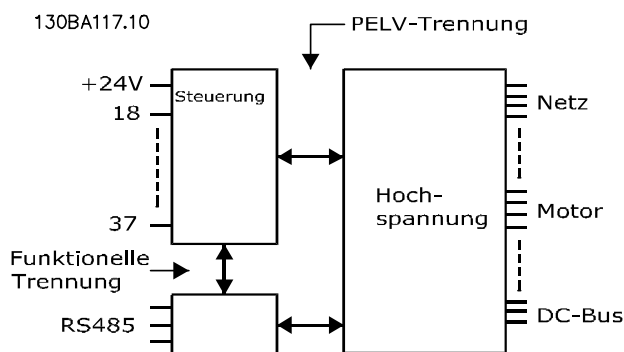 130BA117.10
PELV-Trennung
+24V
Steuerung
18
Netz
Hoch-
spannung
37
Motor
Funktionelle
Trennung
RS485
DC-Bus